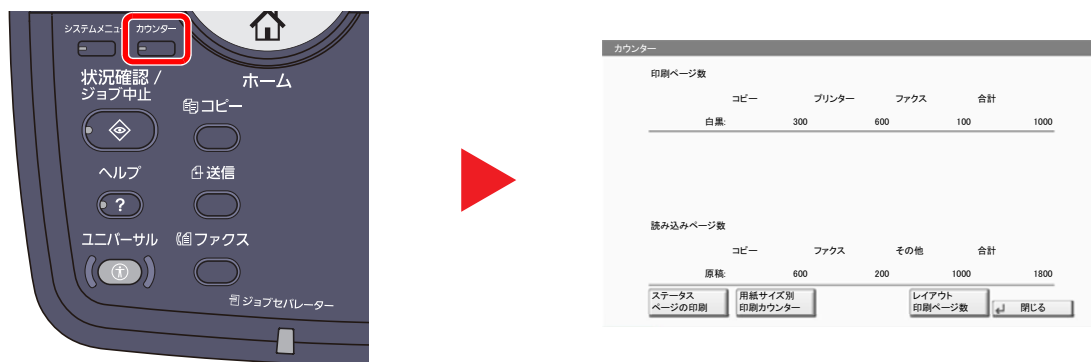 システムメニュー カウンター
状況確認 /
ジョブ中止
ホーム
コピー
ヘルプ
送信
?
ユニバーサル
ファクス
ジョブセパレーター
カウンター
印刷ページ数
コピー プリンター ファクス 合計
白黒: 300 600 100 1000
読み込みページ数
コピー ファクス その他 合計
原稿: 600 200 1000 1800
ステータス
ページの印刷
用紙サイズ別
印刷カウンター
レイアウト
印刷ページ数
閉じる